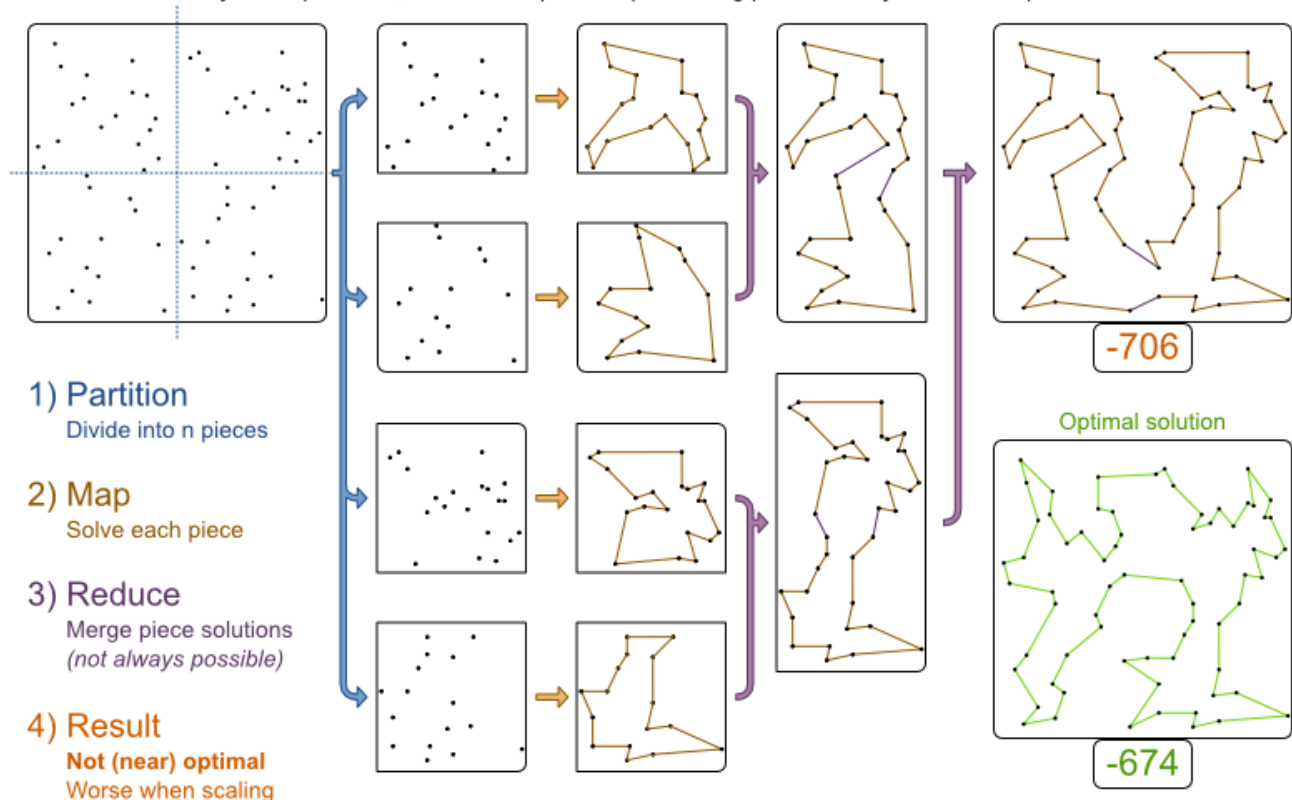 1) Partition
Divide into n pieces
2) Map
Solve each piece
3) Reduce
Merge piece solutions
(not always possible)
4) Result
Not (near) optimal
Worse when scaling
-706
Optimal solution
-674